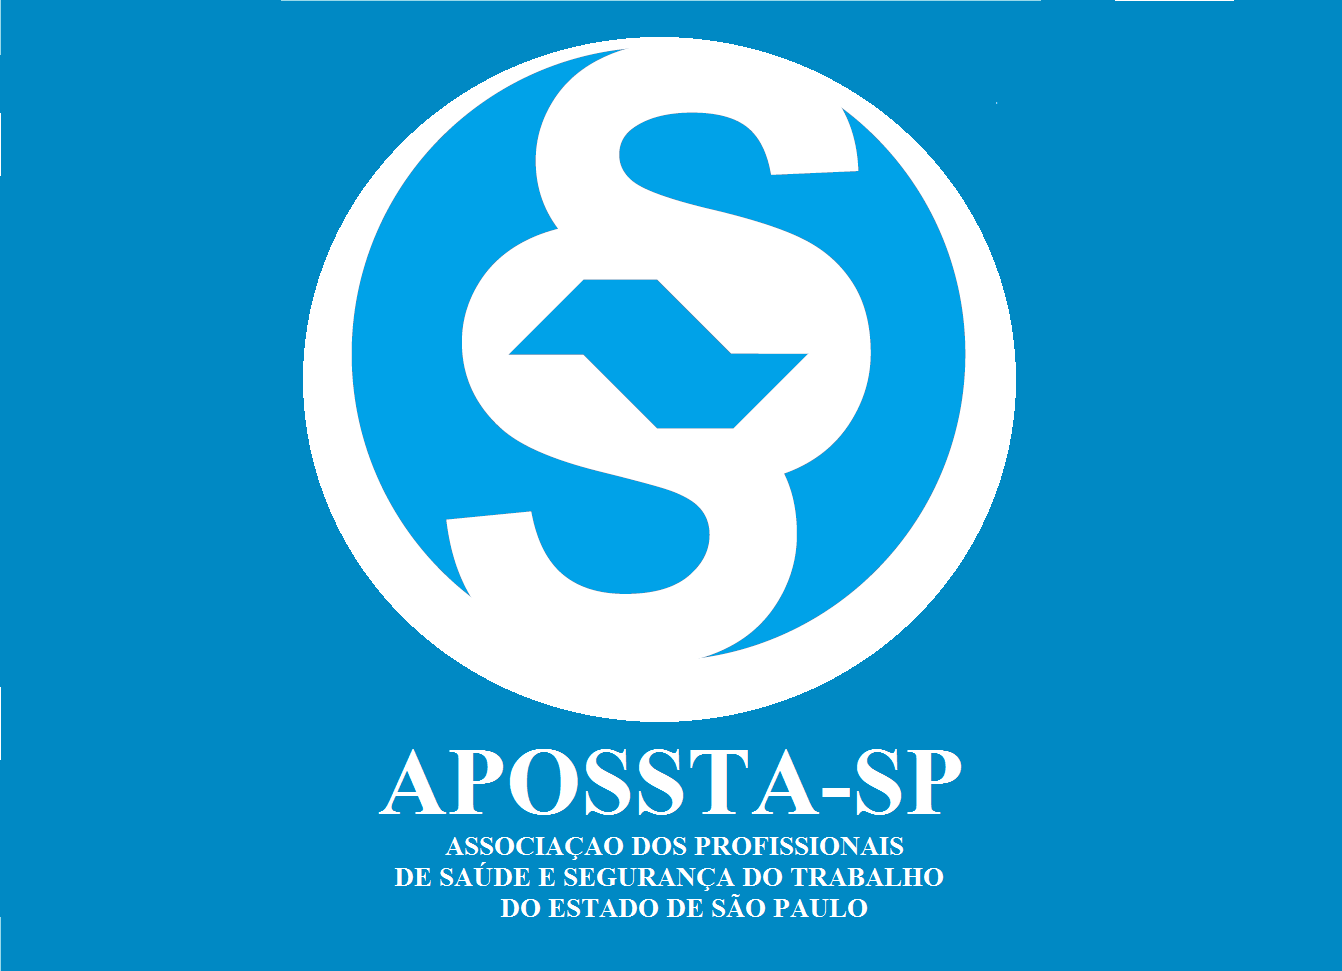 APOSSTA-SP
ASSOCIAÇAO DOS PROFISSIONAIS
DE SAÚDE E SEGURANÇA DO TRABALHO
DO ESTADO DE SÃO PAULO